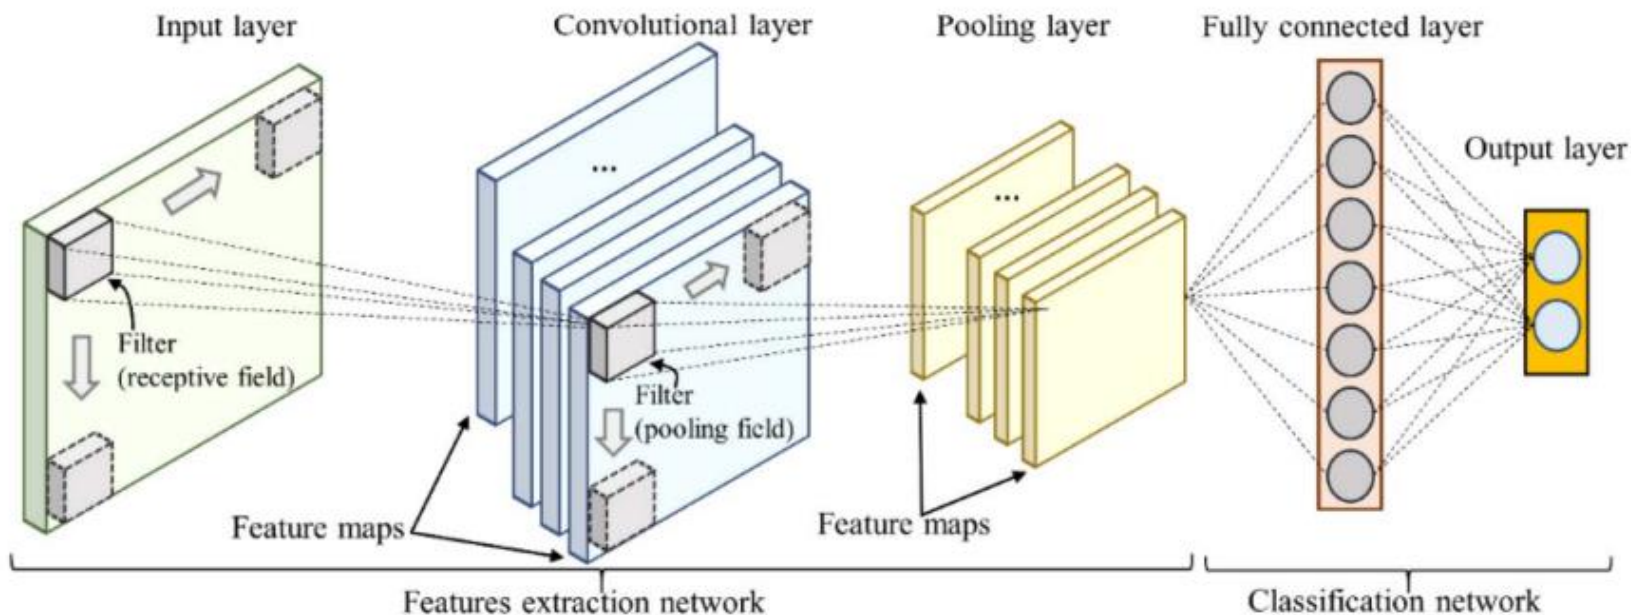 Input layer
Convolutional layer
Pooling layer
Fully connected layer
Output layer
...
...
Filter
(receptive field)
Filter
(pooling field)
Feature maps
Feature maps
Features extraction network
Classification network